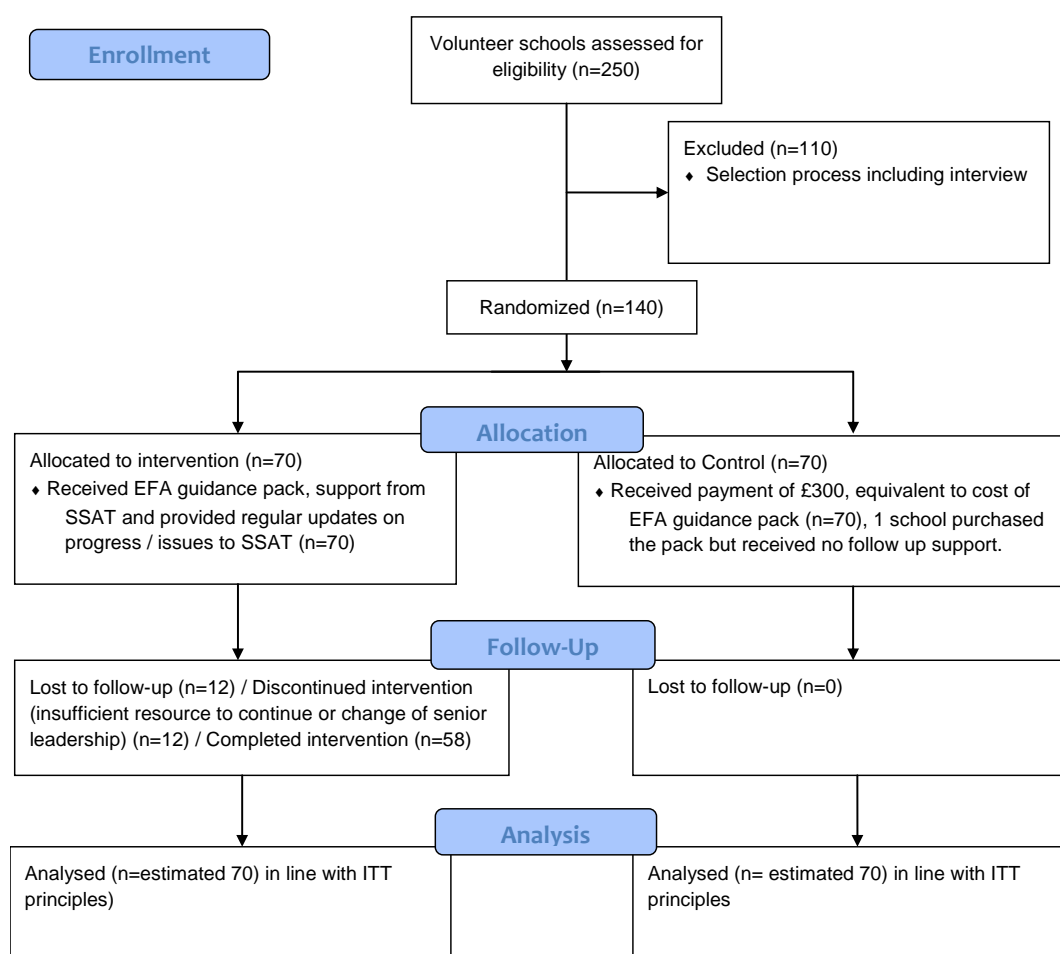 Enrollment
Volunteer schools assessed for
eligibility (n=250)
Excluded (n=110)
♦ Selection process including interview
Randomized (n=140)
Allocation
Allocated to intervention (n=70)
♦ Received EFA guidance pack, support from
SSAT and provided regular updates on
progress / issues to SSAT (n=70)
Allocated to Control (n=70)
♦ Received payment of £300, equivalent to cost of
EFA guidance pack (n=70), 1 school purchased
the pack but received no follow up support.
Follow-Up
Lost to follow-up (n=12) / Discontinued intervention
(insufficient resource to continue or change of senior
leadership) (n=12) / Completed intervention (n=58)
Lost to follow-up (n=0)
Analysis
Analysed (n=estimated 70) in line with ITT
principles)
Analysed (n= estimated 70) in line with ITT
principles